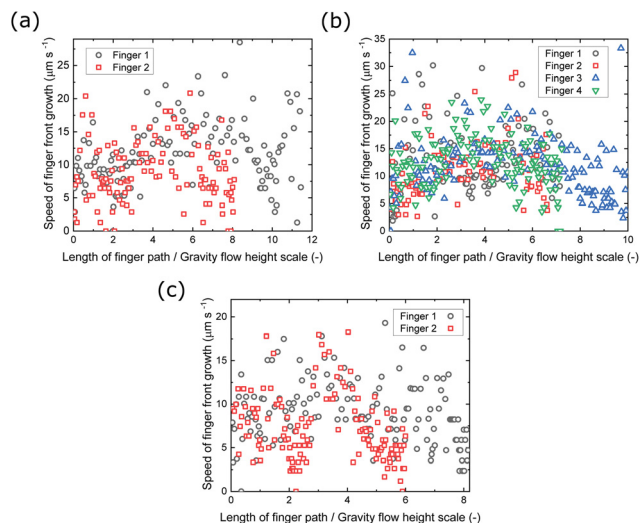 (a)
Speed of finger front growth (μm s⁻¹)
30
25
20
15
10
5
0
Finger 1
Finger 2
0 2 4 6 8 10 12
Length of finger path / Gravity flow height scale (-)
(b)
Speed of finger front growth (μm s⁻¹)
35
30
25
20
15
10
5
0
Finger 1
Finger 2
Finger 3
Finger 4
0 2 4 6 8 10
Length of finger path / Gravity flow height scale (-)
(c)
Speed of finger front growth (μm s⁻¹)
20
15
10
5
0
Finger 1
Finger 2
0 2 4 6 8
Length of finger path / Gravity flow height scale (-)